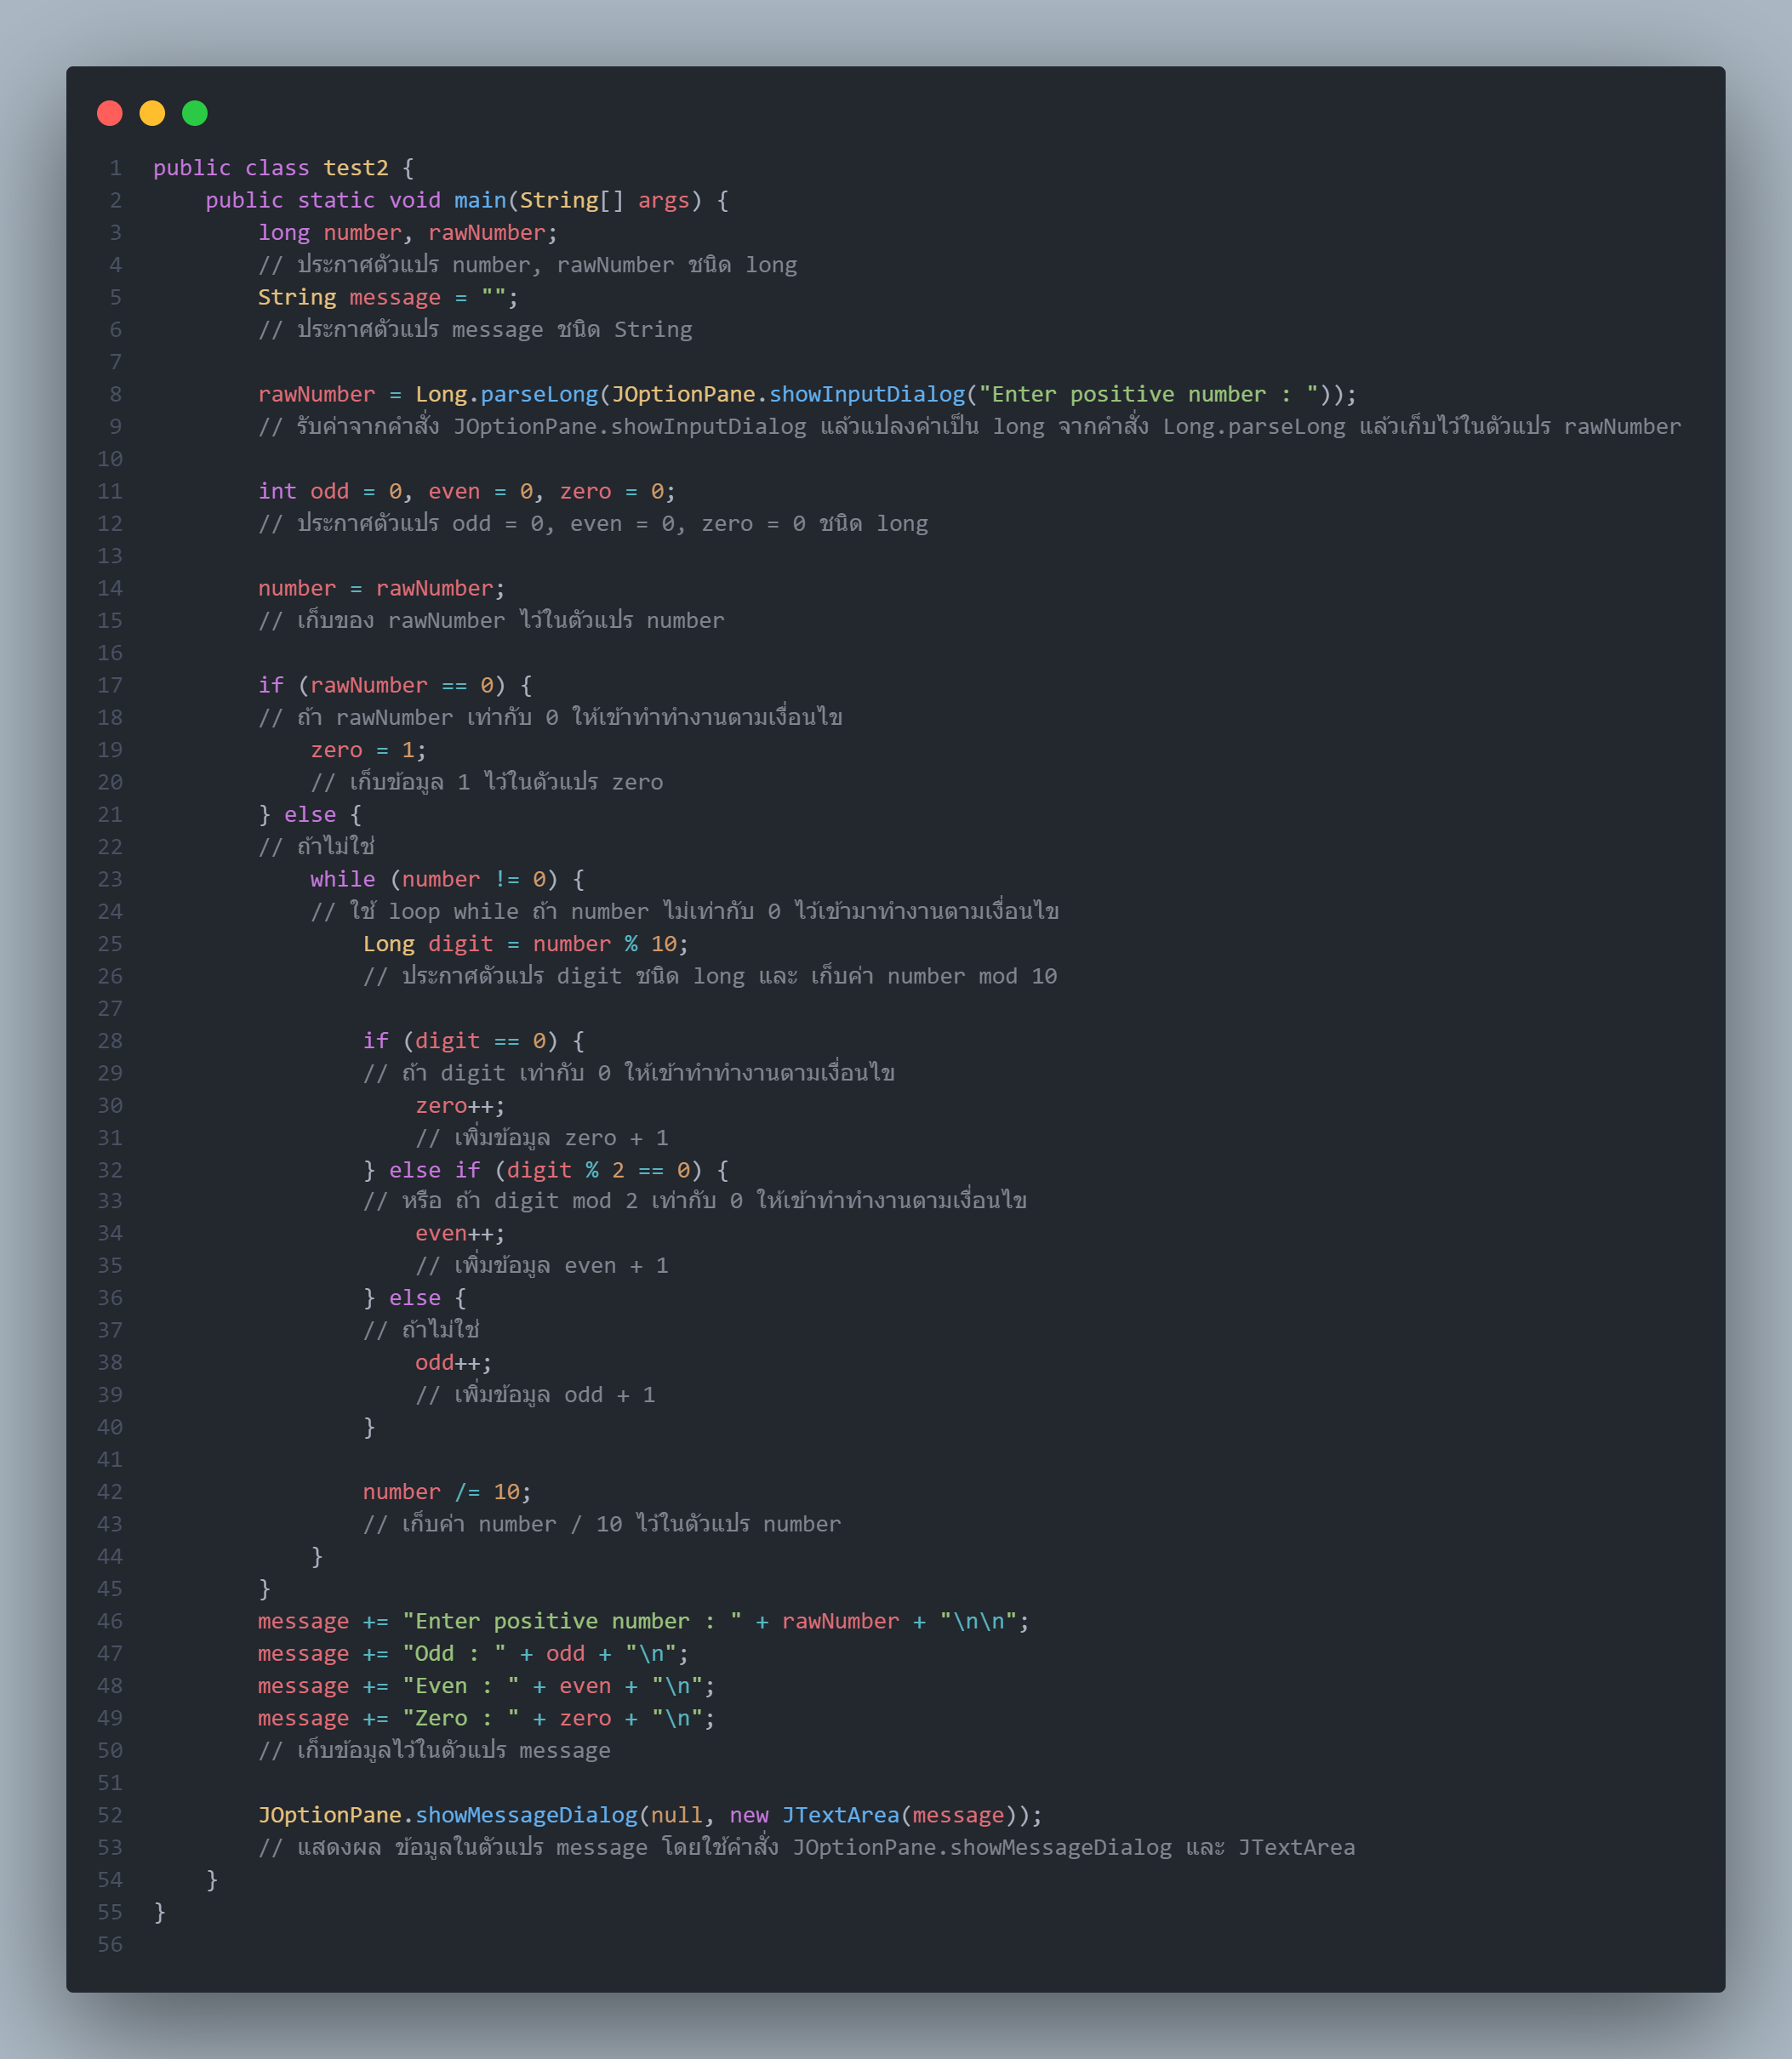 1 public class test2 {
2 public static void main(String[] args) {
3 long number, rawNumber;
4 // ประกาศตัวแปร number, rawNumber ชนิด long
5 String message = "";
6 // ประกาศตัวแปร message ชนิด String
7
8 rawNumber = Long.parseLong(JOptionPane.showInputDialog("Enter positive number : "));
9 // รับค่าจากคำสั่ง JOptionPane.showInputDialog แล้วแปลงค่าเป็น long จากคำสั่ง Long.parseLong แล้วเก็บไว้ในตัวแปร rawNumber
10
11 int odd = 0, even = 0, zero = 0;
12 // ประกาศตัวแปร odd = 0, even = 0, zero = 0 ชนิด long
13
14 number = rawNumber;
15 // เก็บของ rawNumber ไว้ในตัวแปร number
16
17 if (rawNumber == 0) {
18 // ถ้า rawNumber เท่ากับ 0 ให้เข้าทำทำงานตามเงื่อนไข
19 zero = 1;
20 // เก็บข้อมูล 1 ไว้ในตัวแปร zero
21 } else {
22 // ถ้าไม่ใช่
23 while (number != 0) {
24 // ใช้ loop while ถ้า number ไม่เท่ากับ 0 ไว้เข้ามาทำงานตามเงื่อนไข
25 Long digit = number % 10;
26 // ประกาศตัวแปร digit ชนิด long และ เก็บค่า number mod 10
27
28 if (digit == 0) {
29 // ถ้า digit เท่ากับ 0 ให้เข้าทำทำงานตามเงื่อนไข
30 zero++;
31 // เพิ่มข้อมูล zero + 1
32 } else if (digit % 2 == 0) {
33 // หรือ ถ้า digit mod 2 เท่ากับ 0 ให้เข้าทำทำงานตามเงื่อนไข
34 even++;
35 // เพิ่มข้อมูล even + 1
36 } else {
37 // ถ้าไม่ใช่
38 odd++;
39 // เพิ่มข้อมูล odd + 1
40 }
41
42 number /= 10;
43 // เก็บค่า number / 10 ไว้ในตัวแปร number
44 }
45 }
46 message += "Enter positive number : " + rawNumber + "\n\n";
47 message += "Odd : " + odd + "\n";
48 message += "Even : " + even + "\n";
49 message += "Zero : " + zero + "\n";
50 // เก็บข้อมูลไว้ในตัวแปร message
51
52 JOptionPane.showMessageDialog(null, new JTextArea(message));
53 // แสดงผล ข้อมูลในตัวแปร message โดยใช้คำสั่ง JOptionPane.showMessageDialog และ JTextArea
54 }
55 }
56